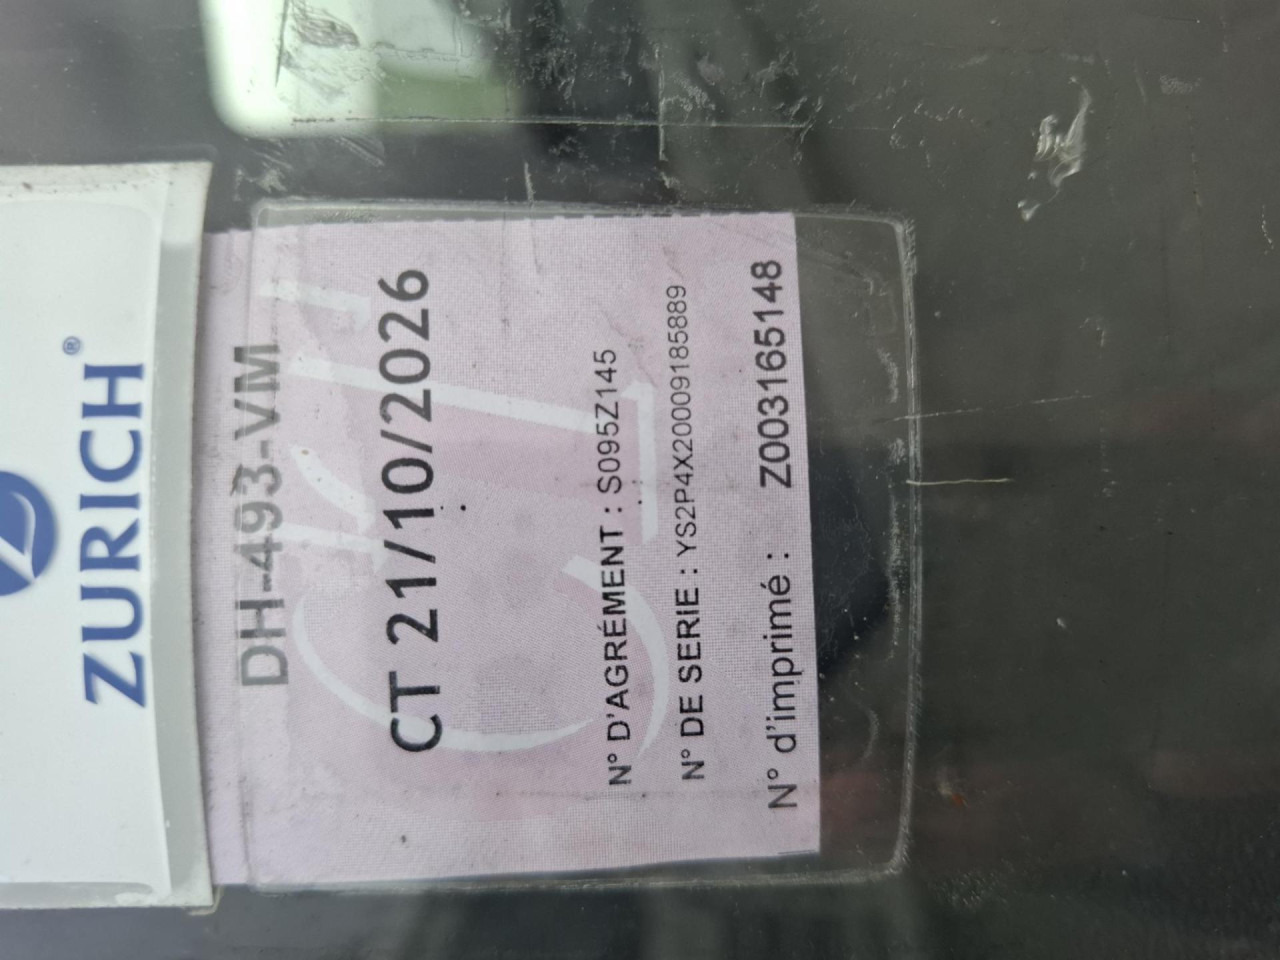 ZURICH®
DH-493-VM
CT 21/10/2026
N° D'AGRÉMENT : S095Z145
N° DE SERIE : YS2P4X20009185889
N° d'imprimé : Z003165148